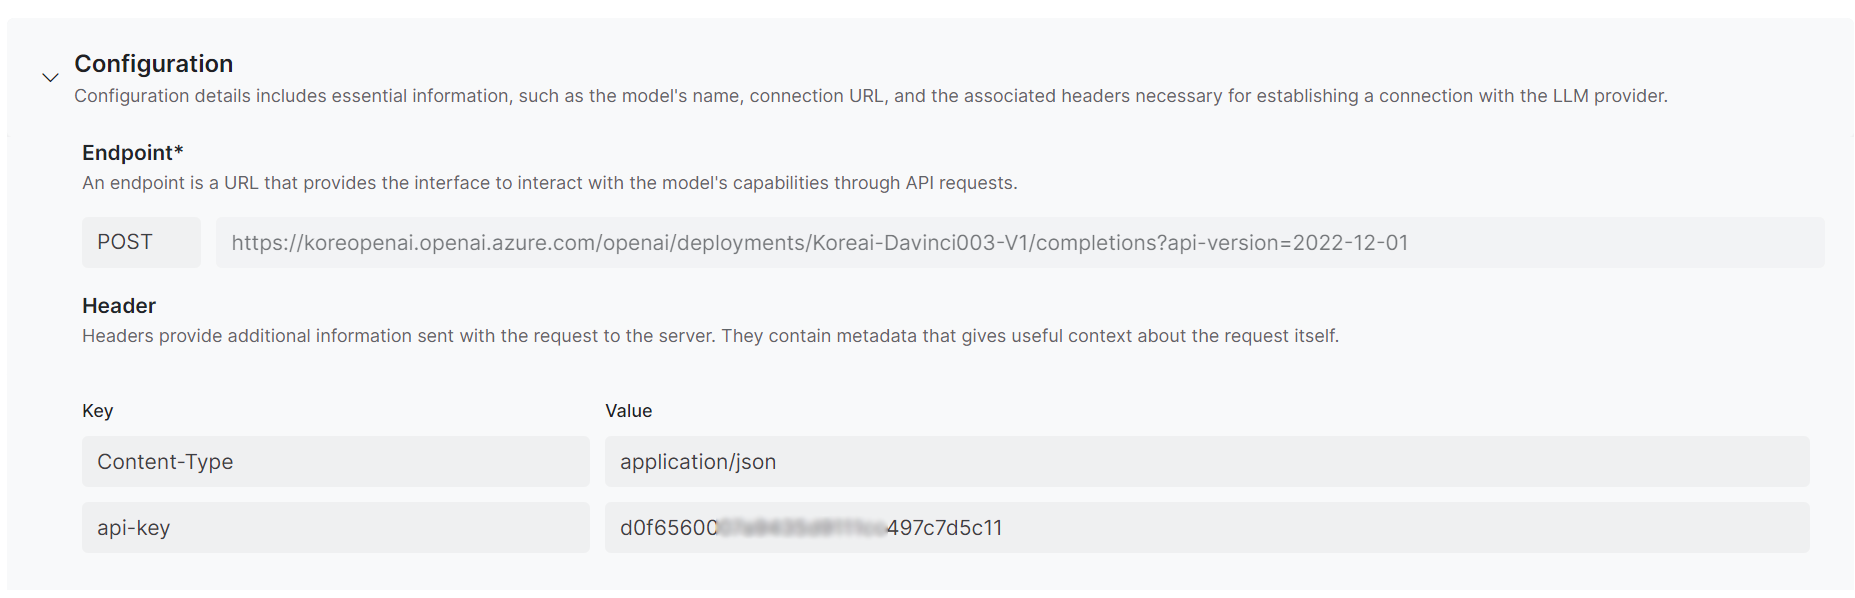 Configuration
Configuration details includes essential information, such as the model's name, connection URL, and the associated headers necessary for establishing a connection with the LLM provider.
Endpoint*
An endpoint is a URL that provides the interface to interact with the model's capabilities through API requests.
POST https://koreopenai.openai.azure.com/openai/deployments/Koreai-Davinci003-V1/completions?api-version=2022-12-01
Header
Headers provide additional information sent with the request to the server. They contain metadata that gives useful context about the request itself.
Key Value
Content-Type application/json
api-key